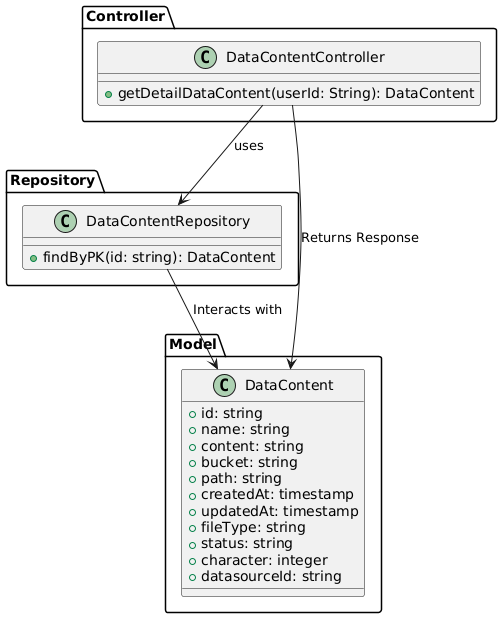 Controller
C DataContentController
getDetailDataContent(userId: String): DataContent
uses
Repository
C DataContentRepository
findByPK(id: string): DataContent
Returns Response
Interacts with
Model
C DataContent
id: string
name: string
content: string
bucket: string
path: string
createdAt: timestamp
updatedAt: timestamp
fileType: string
status: string
character: integer
datasourceId: string